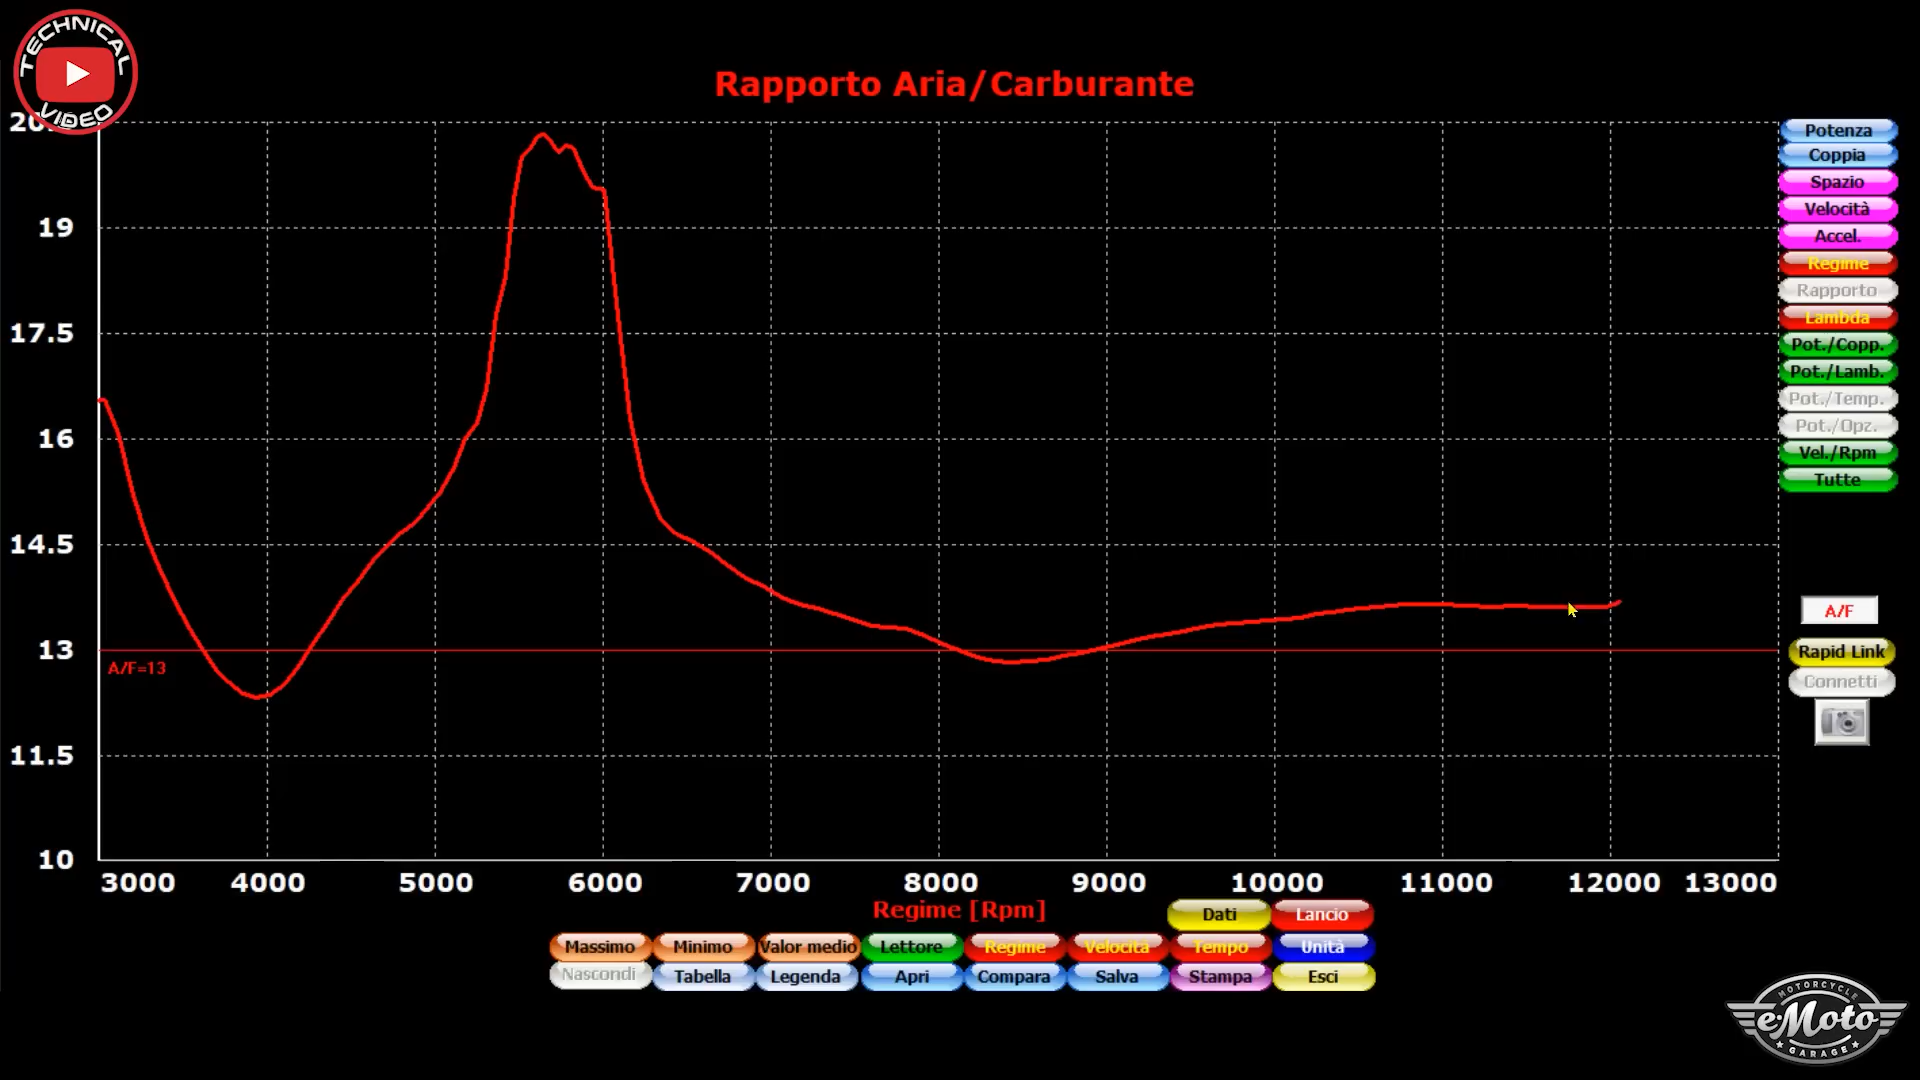 TECHNICAL
VIDEO
Rapporto Aria/Carburante
20
19
17.5
16
14.5
13
11.5
10
A/F=13
3000 4000 5000 6000 7000 8000 9000 10000 11000 12000 13000
Regime [Rpm]
Potenza
Coppia
Spazio
Velocità
Accel.
Regime
Rapporto
Lambda
Pot./Copp.
Pot./Lamb.
Pot./Temp.
Pot./Opz.
Vel./Rpm
Tutte
A/F
Rapid Link
Connetti
Dati Lancio
Massimo Minimo Valor medio Lettore Regime Velocità Tempo Unità
Nascondi Tabella Legenda Apri Compara Salva Stampa Esci
MOTORCYCLE
eMoto
GARAGE